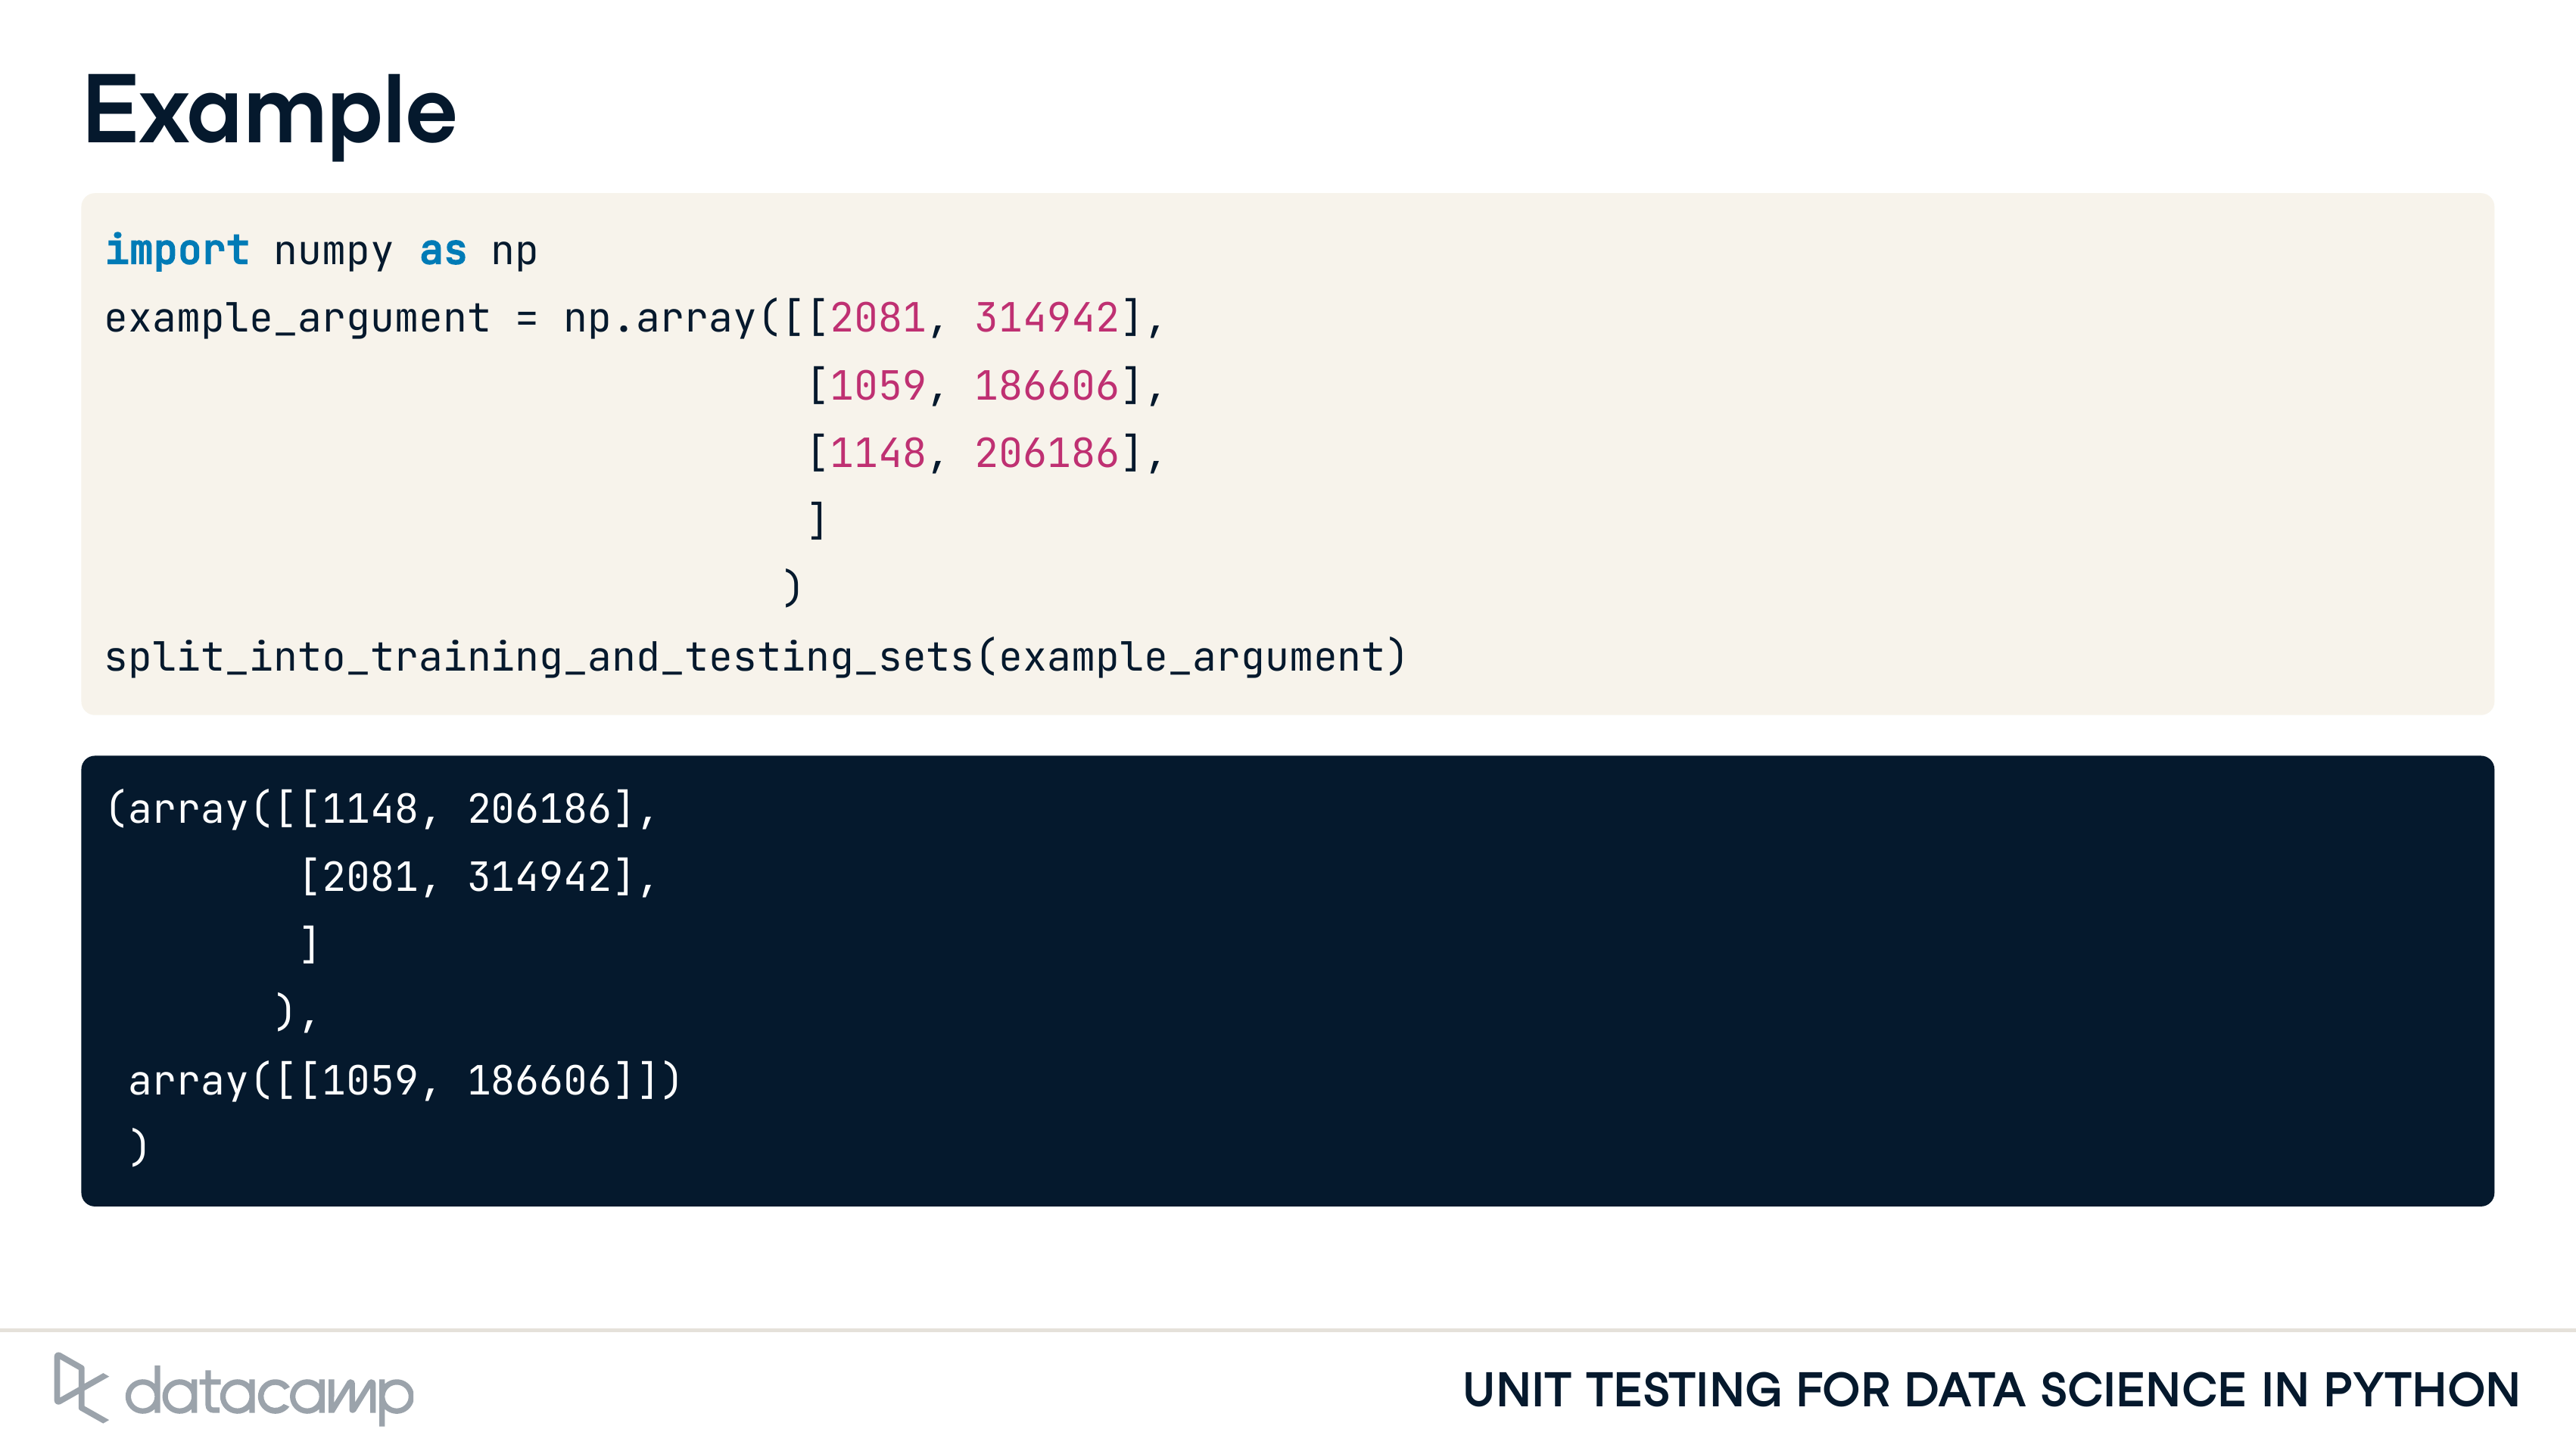 Example
import numpy as np
example_argument = np.array([[2081, 314942],
                             [1059, 186606],
                             [1148, 206186],
                             ]
                            )
split_into_training_and_testing_sets(example_argument)
(array([[1148, 206186],
        [2081, 314942],
        ]
       ),
 array([[1059, 186606]])
 )
datacamp
UNIT TESTING FOR DATA SCIENCE IN PYTHON